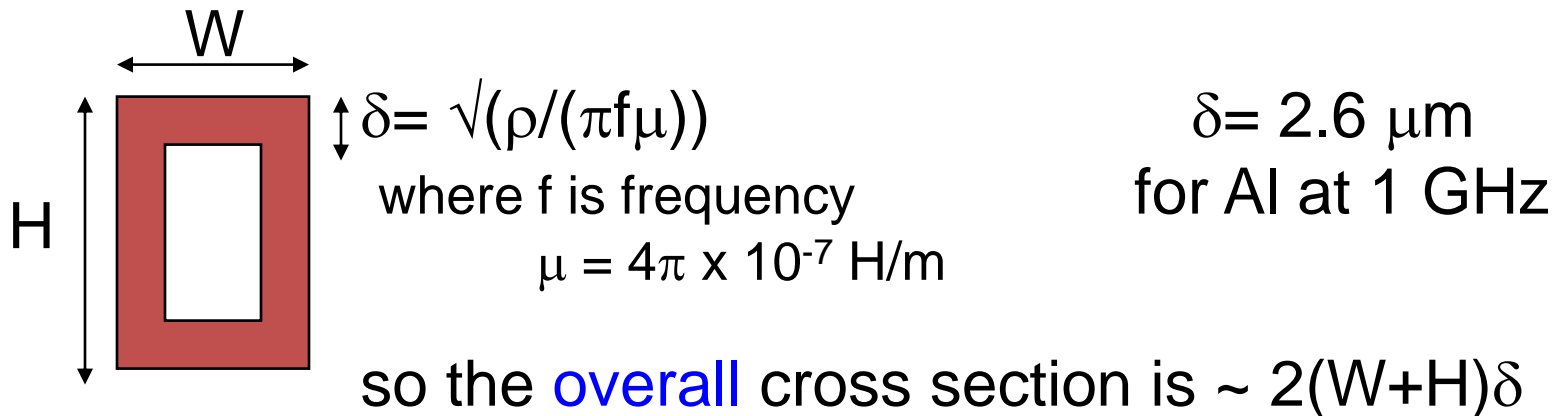 W
H
δ= √(ρ/(πfμ))
where f is frequency
μ = 4π x 10-7 H/m
δ= 2.6 μm
for Al at 1 GHz
so the overall cross section is ~ 2(W+H)δ